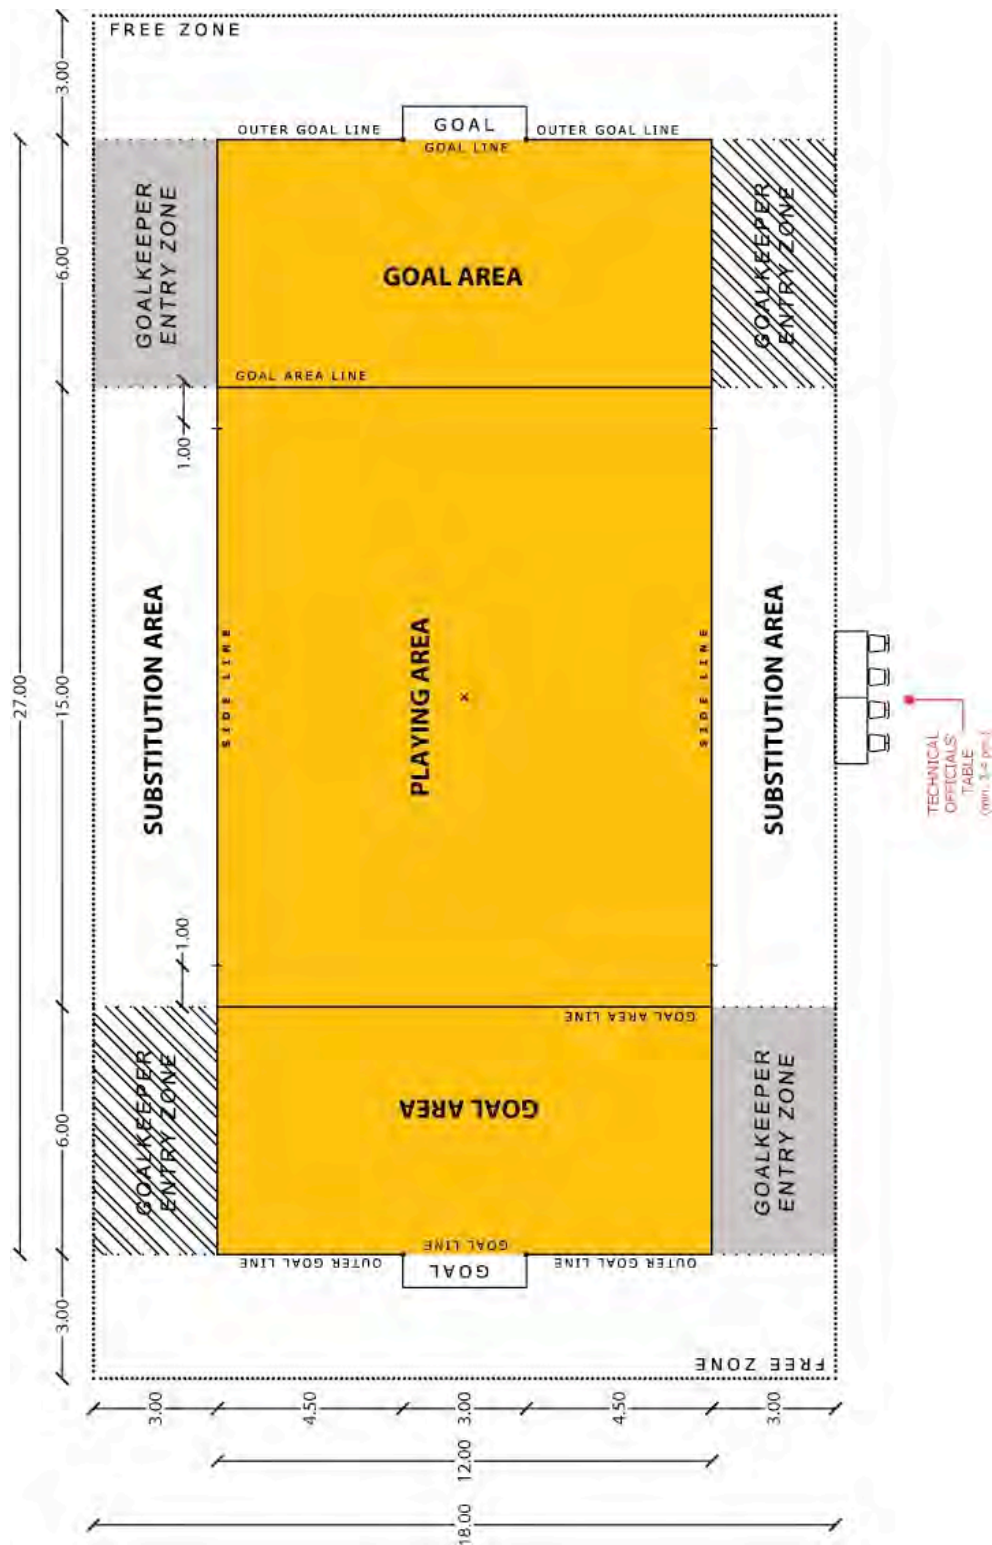 FREE ZONE
3.00
OUTER GOAL LINE
GOAL
OUTER GOAL LINE
GOAL LINE
GOALKEEPER
ENTRY ZONE
GOALKEEPER
ENTRY ZONE
6.00
GOAL AREA
GOAL AREA LINE
1.00
27.00
15.00
SUBSTITUTION AREA
SIDE LINE
PLAYING AREA
x
SIDE LINE
SUBSTITUTION AREA
TECHNICAL
OFFICIALS'
TABLE
(min. 3-4 pers.)
1.00
GOAL AREA LINE
GOALKEEPER
ENTRY ZONE
6.00
GOAL AREA
GOALKEEPER
ENTRY ZONE
GOAL LINE
OUTER GOAL LINE
GOAL
OUTER GOAL LINE
3.00
FREE ZONE
3.00
4.50
3.00
4.50
3.00
12.00
18.00